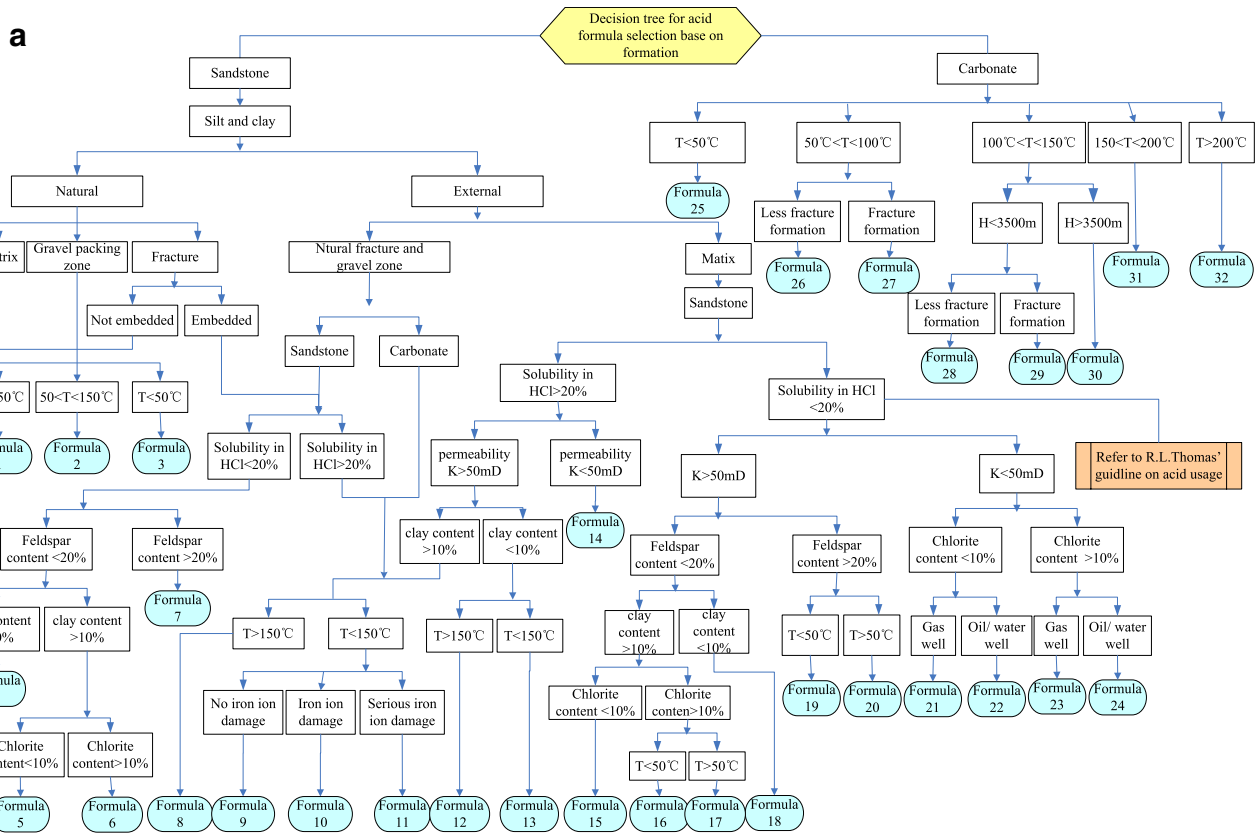 a
Decision tree for acid
formula selection base on
formation
Sandstone
Carbonate
Silt and clay
T<50℃
50℃<T<100℃
100℃<T<150℃
150<T<200℃
T>200℃
Natural
External
Formula
25
Less fracture
formation
Fracture
formation
H<3500m
H>3500m
trix
Gravel packing
zone
Fracture
Ntural fracture and
gravel zone
Matix
Formula
26
Formula
27
Formula
31
Formula
32
Not embedded
Embedded
Sandstone
Less fracture
formation
Fracture
formation
Sandstone
Carbonate
Formula
28
Formula
29
Formula
30
50℃
50<T<150℃
T<50℃
Solubility in
HCl>20%
Solubility in HCl
<20%
mula
Formula
2
Formula
3
Solubility in
HCl<20%
Solubility in
HCl>20%
permeability
K>50mD
permeability
K<50mD
K>50mD
K<50mD
Refer to R.L.Thomas’
guidline on acid usage
Feldspar
content <20%
Feldspar
content >20%
clay content
>10%
clay content
<10%
Formula
14
Feldspar
content <20%
Feldspar
content >20%
Chlorite
content <10%
Chlorite
content >10%
Formula
7
ontent
0%
clay content
>10%
T>150℃
T<150℃
T>150℃
T<150℃
clay
content
>10%
clay
content
<10%
T<50℃
T>50℃
Gas
well
Oil/ water
well
Gas
well
Oil/ water
well
mula
No iron ion
damage
Iron ion
damage
Serious iron
ion damage
Chlorite
content <10%
Chlorite
conten>10%
Formula
19
Formula
20
Formula
21
Formula
22
Formula
23
Formula
24
Chlorite
ntent<10%
Chlorite
content>10%
T<50℃
T>50℃
Formula
5
Formula
6
Formula
8
Formula
9
Formula
10
Formula
11
Formula
12
Formula
13
Formula
15
Formula
16
Formula
17
Formula
18